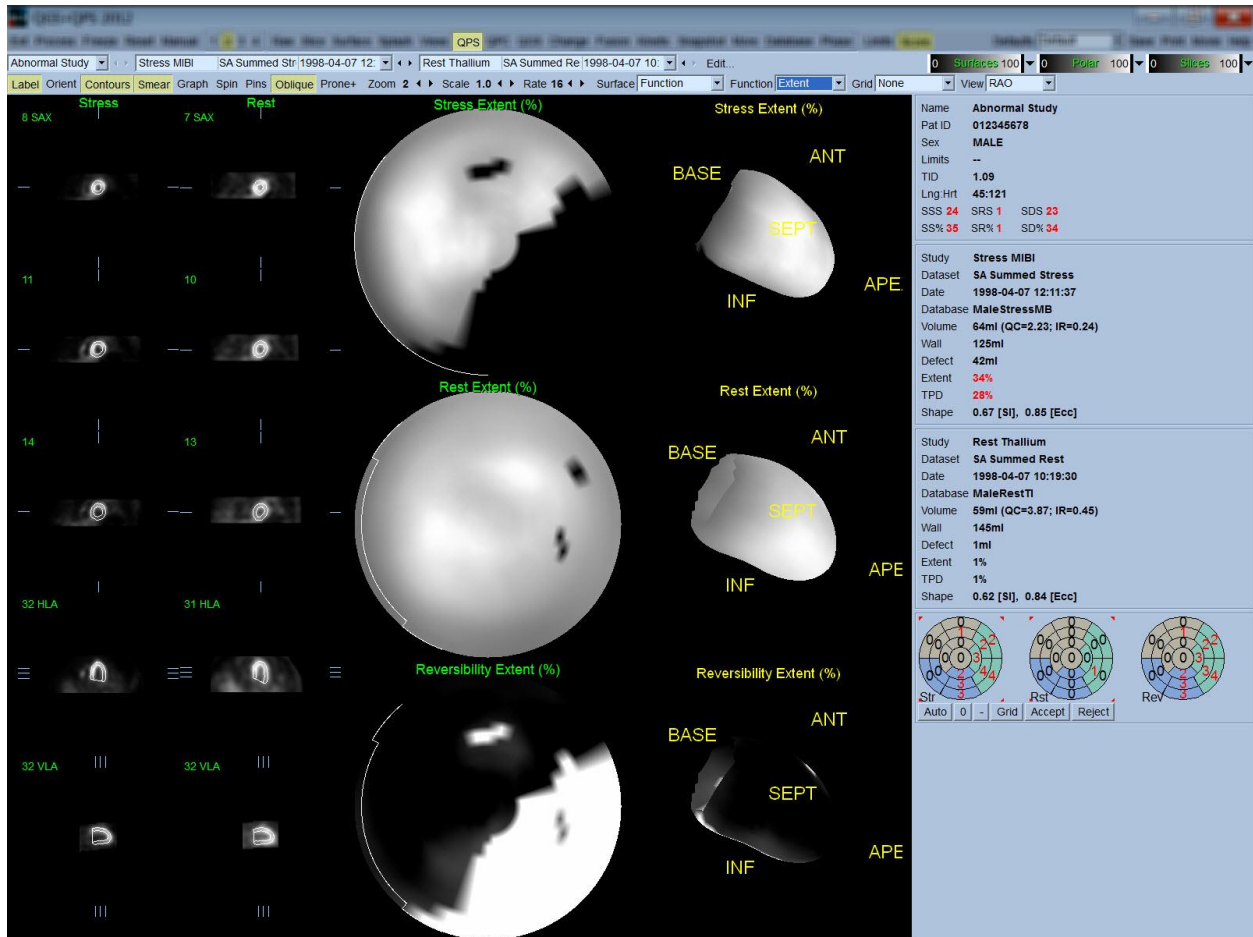 QGS+QPS 2012
QPS
Abnormal Study Stress MIBI SA Summed Str 1998-04-07 12: Rest Thallium SA Summed Re 1998-04-07 10: Edit...
0 Surfaces 100 0 Polar 100 0 Slices 100
Label Orient Contours Smear Graph Spin Pins Oblique Prone+ Zoom 2 Scale 1.0 Rate 16 Surface Function Function Extent Grid None View RAO
Stress Rest
8 SAX 7 SAX
11 10
14 13
32 HLA 31 HLA
32 VLA 32 VLA
Stress Extent (%) Stress Extent (%)
BASE ANT
SEPT
INF APE
Rest Extent (%) Rest Extent (%)
BASE ANT
SEPT
INF APE
Reversibility Extent (%) Reversibility Extent (%)
BASE ANT
SEPT
INF APE
Name Abnormal Study
Pat ID 012345678
Sex MALE
Limits --
TID 1.09
Lng:Hrt 45:121
SSS 24 SRS 1 SDS 23
SS% 35 SR% 1 SD% 34
Study Stress MIBI
Dataset SA Summed Stress
Date 1998-04-07 12:11:37
Database MaleStressMB
Volume 64ml (QC=2.23; IR=0.24)
Wall 125ml
Defect 42ml
Extent 34%
TPD 28%
Shape 0.67 [SI], 0.85 [Ecc]
Study Rest Thallium
Dataset SA Summed Rest
Date 1998-04-07 10:19:30
Database MaleRestTl
Volume 59ml (QC=3.87; IR=0.45)
Wall 145ml
Defect 1ml
Extent 1%
TPD 1%
Shape 0.62 [SI], 0.84 [Ecc]
Str Rst Rev
Auto 0 - Grid Accept Reject